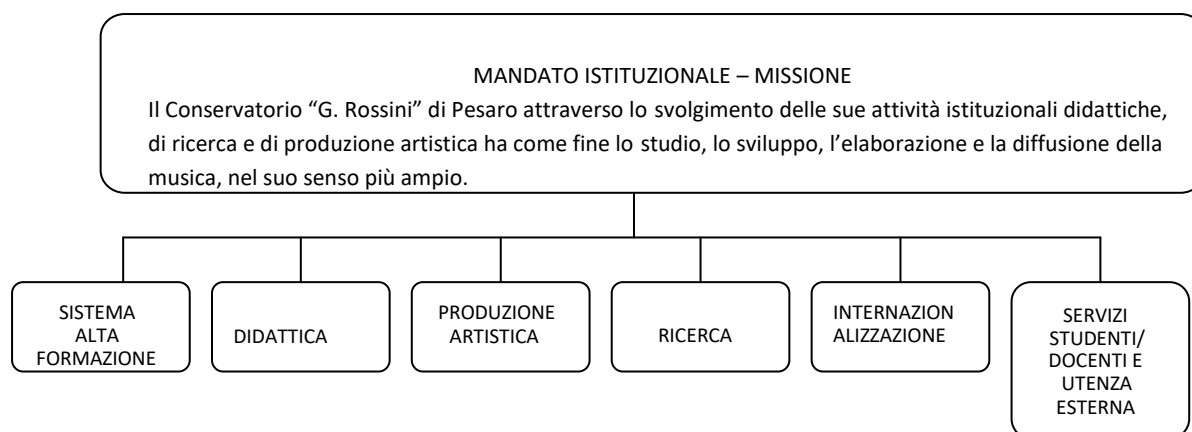 MANDATO ISTITUZIONALE – MISSIONE
Il Conservatorio “G. Rossini” di Pesaro attraverso lo svolgimento delle sue attività istituzionali didattiche,
di ricerca e di produzione artistica ha come fine lo studio, lo sviluppo, l’elaborazione e la diffusione della
musica, nel suo senso più ampio.
SISTEMA
ALTA
FORMAZIONE
DIDATTICA
PRODUZIONE
ARTISTICA
RICERCA
INTERNAZION
ALIZZAZIONE
SERVIZI
STUDENTI/
DOCENTI E
UTENZA
ESTERNA